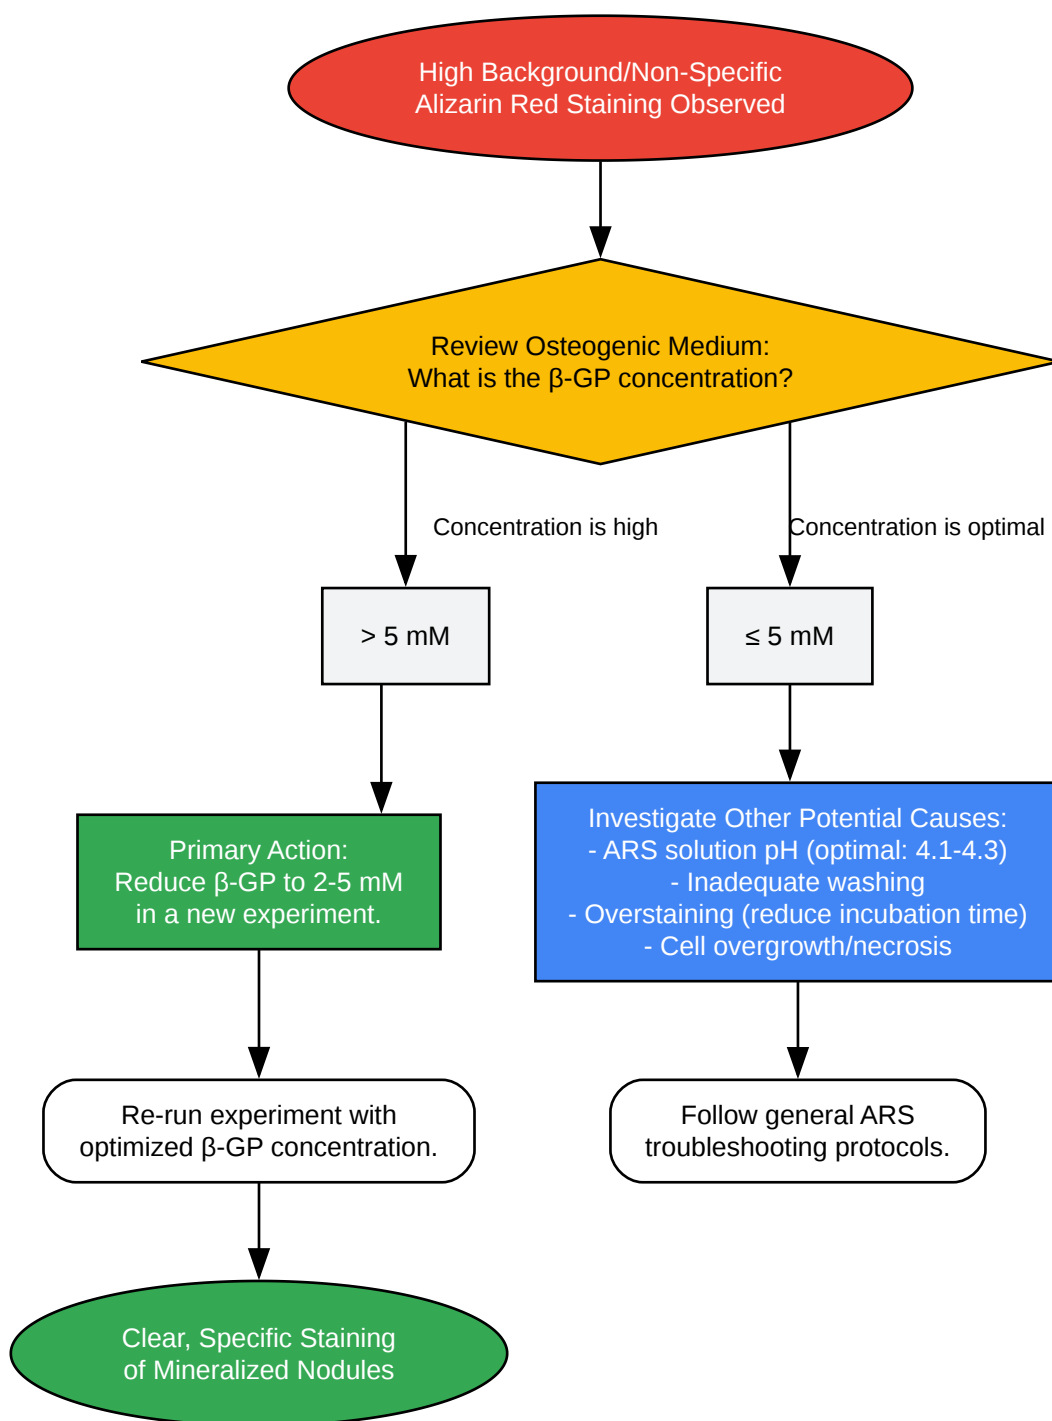 High Background/Non-Specific
Alizarin Red Staining Observed
Review Osteogenic Medium:
What is the β-GP concentration?
Concentration is high
Concentration is optimal
> 5 mM
≤ 5 mM
Primary Action:
Reduce β-GP to 2-5 mM
in a new experiment.
Investigate Other Potential Causes:
- ARS solution pH (optimal: 4.1-4.3)
- Inadequate washing
- Overstaining (reduce incubation time)
- Cell overgrowth/necrosis
Re-run experiment with
optimized β-GP concentration.
Follow general ARS
troubleshooting protocols.
Clear, Specific Staining
of Mineralized Nodules